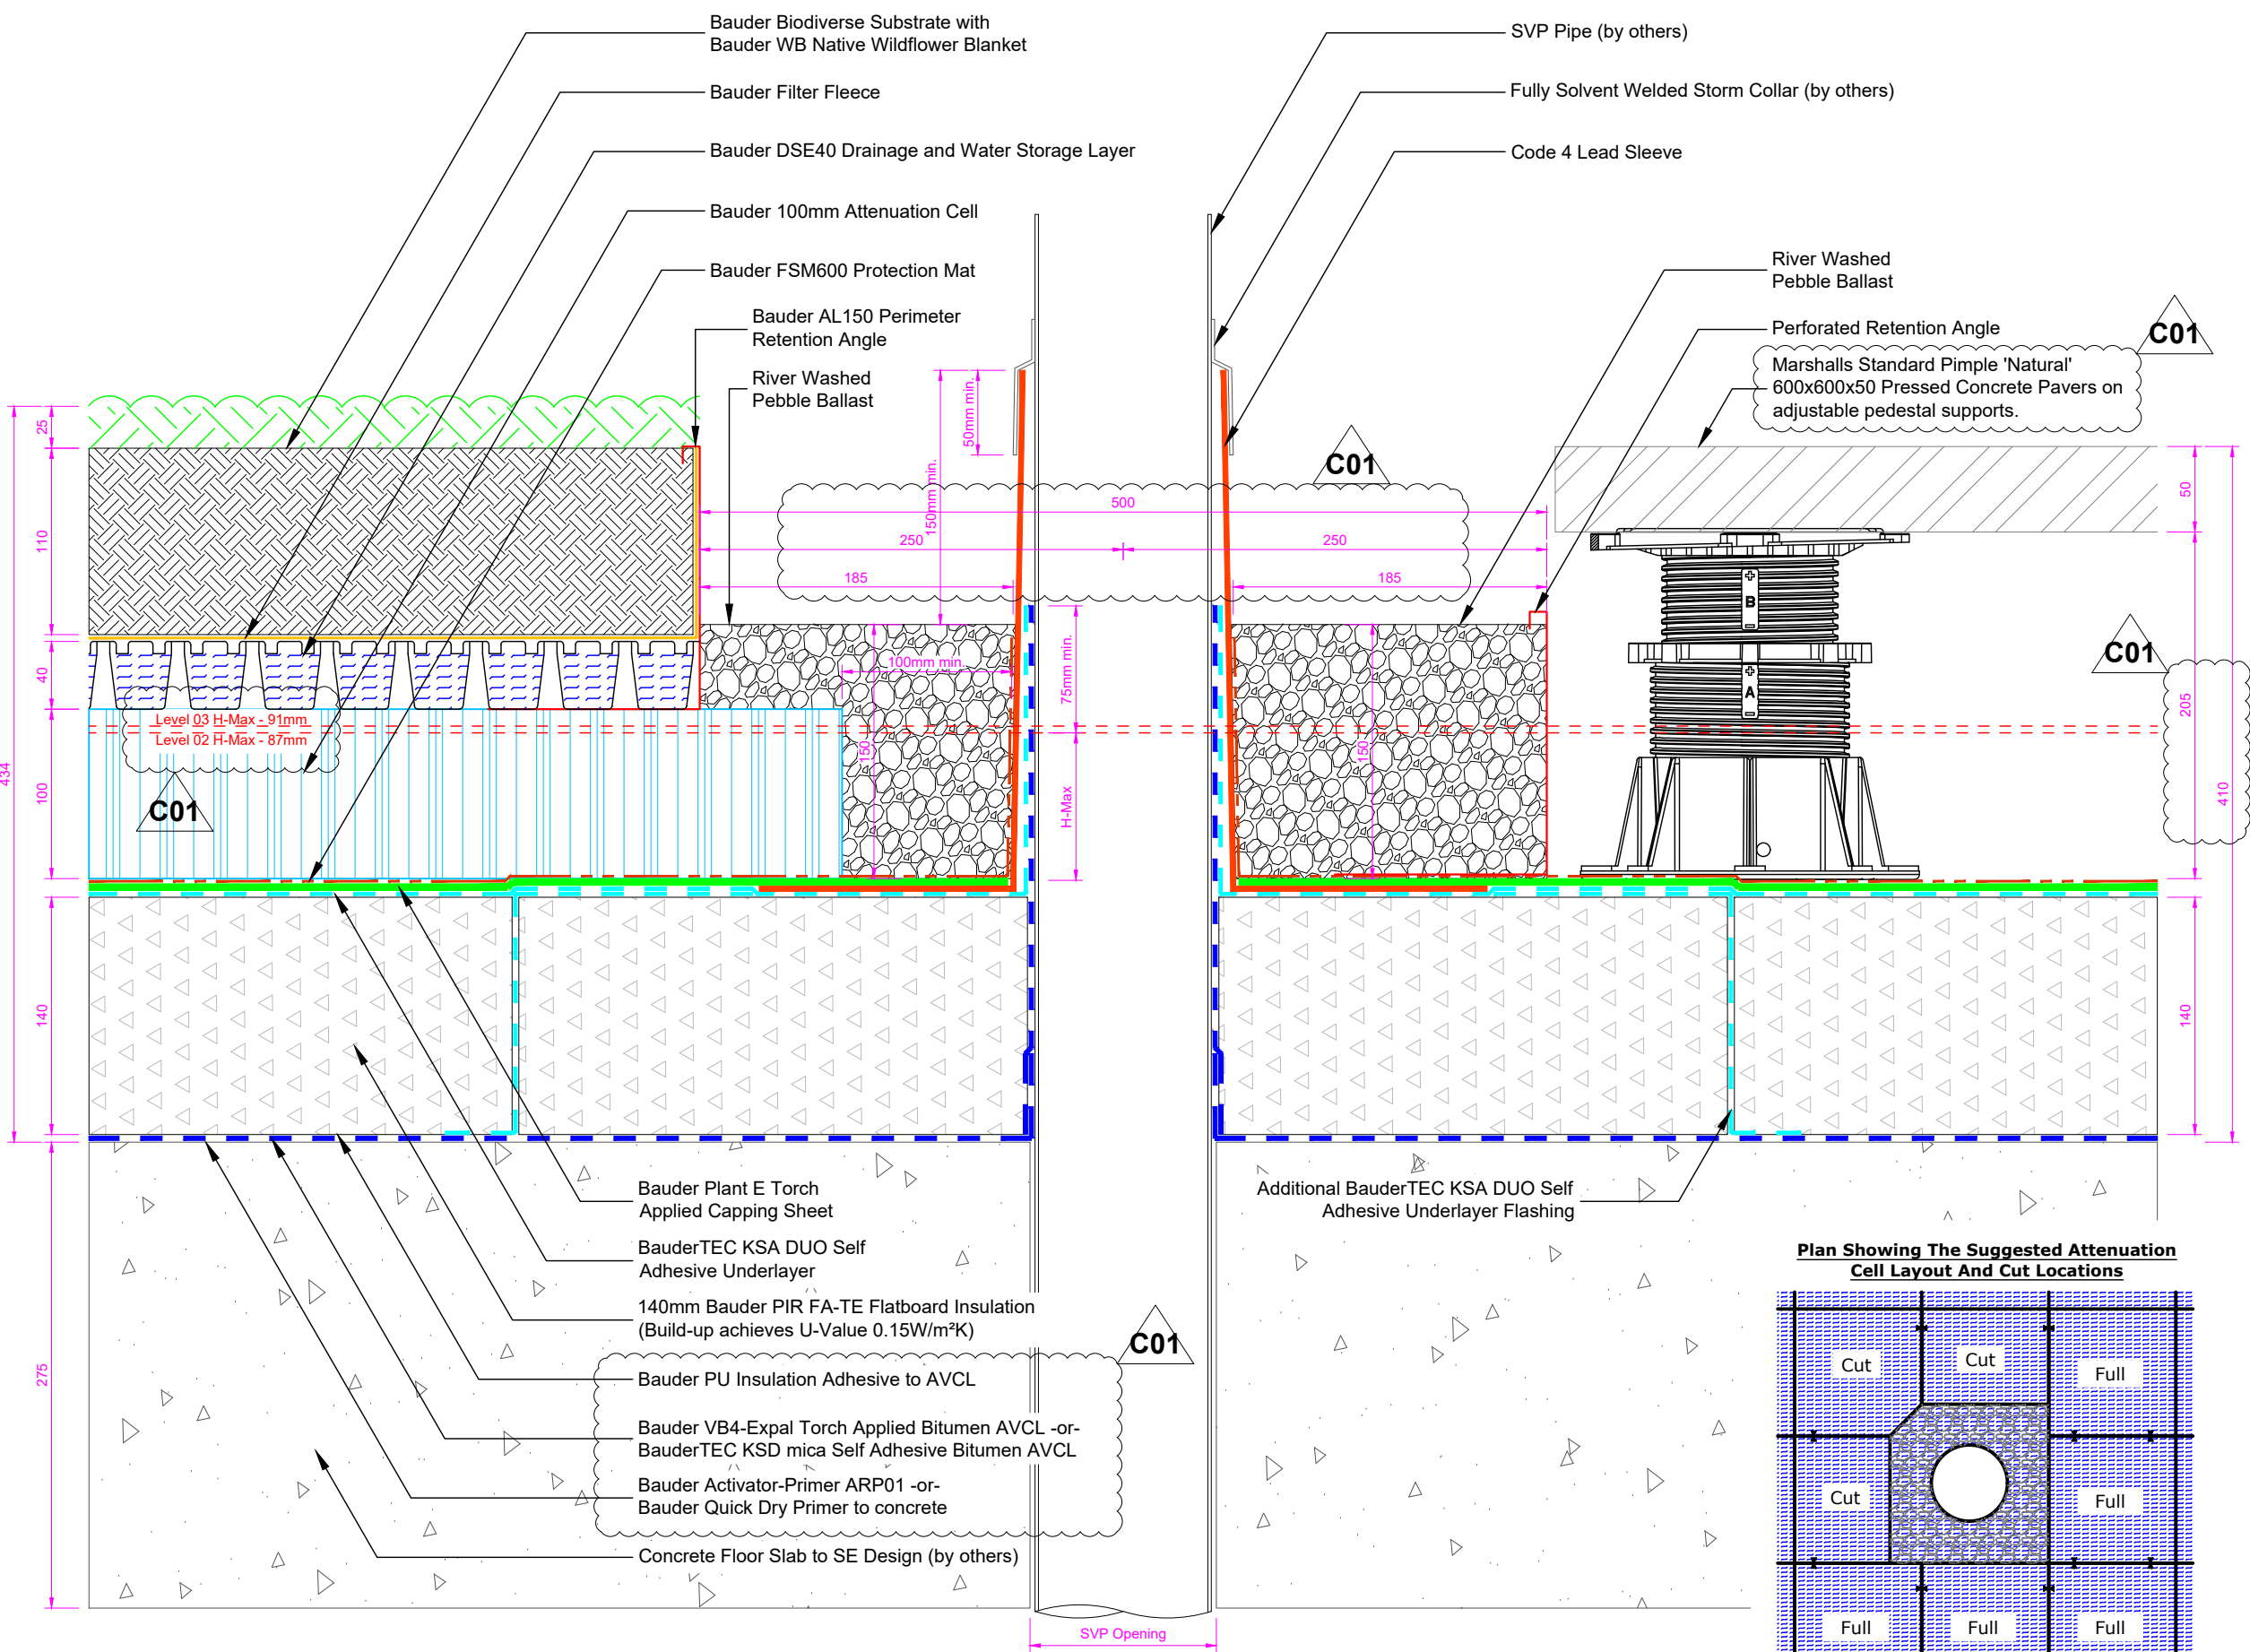 Bauder Biodiverse Substrate with
Bauder WB Native Wildflower Blanket
Bauder Filter Fleece
Bauder DSE40 Drainage and Water Storage Layer
Bauder 100mm Attenuation Cell
Bauder FSM600 Protection Mat
Bauder AL150 Perimeter
Retention Angle
River Washed
Pebble Ballast
SVP Pipe (by others)
Fully Solvent Welded Storm Collar (by others)
Code 4 Lead Sleeve
River Washed
Pebble Ballast
Perforated Retention Angle
C01
Marshalls Standard Pimple 'Natural'
600x600x50 Pressed Concrete Pavers on
adjustable pedestal supports.
C01
500
250
250
185
185
150mm min.
50mm min.
75mm min.
100mm min.
150
150
H-Max
25
110
40
100
140
434
275
Level 03 H-Max - 91mm
Level 02 H-Max - 87mm
C01
B
A
C01
50
205
410
140
Bauder Plant E Torch
Applied Capping Sheet
BauderTEC KSA DUO Self
Adhesive Underlayer
140mm Bauder PIR FA-TE Flatboard Insulation
(Build-up achieves U-Value 0.15W/m²K)
C01
Bauder PU Insulation Adhesive to AVCL
Bauder VB4-Expal Torch Applied Bitumen AVCL -or-
BauderTEC KSD mica Self Adhesive Bitumen AVCL
Bauder Activator-Primer ARP01 -or-
Bauder Quick Dry Primer to concrete
Concrete Floor Slab to SE Design (by others)
SVP Opening
Additional BauderTEC KSA DUO Self
Adhesive Underlayer Flashing
Plan Showing The Suggested Attenuation
Cell Layout And Cut Locations
Cut
Cut
Full
Cut
Full
Full
Full
Full